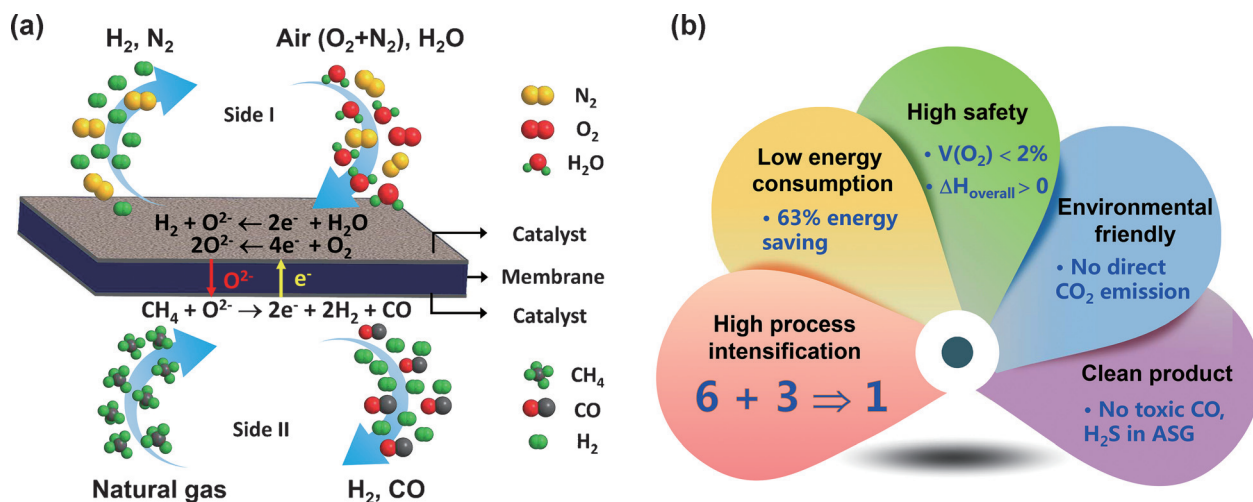 (a)
H₂, N₂
Air (O₂+N₂), H₂O
Side I
N₂
O₂
H₂O
H₂ + O²⁻ ← 2e⁻ + H₂O
2O²⁻ ← 4e⁻ + O₂
O²⁻
e⁻
CH₄ + O²⁻ → 2e⁻ + 2H₂ + CO
Catalyst
Membrane
Catalyst
Side II
CH₄
CO
H₂
Natural gas
H₂, CO
(b)
High process
intensification
6 + 3 ⇒ 1
Low energy
consumption
• 63% energy
saving
High safety
• V(O₂) < 2%
• ΔHoverall > 0
Environmental
friendly
• No direct
CO₂ emission
Clean product
• No toxic CO,
H₂S in ASG